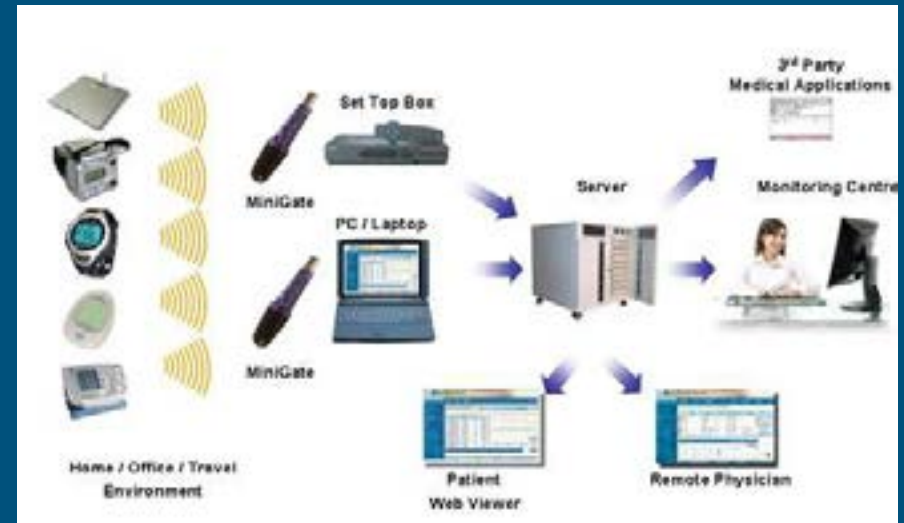 3rd Party
Medical Applications
Set Top Box
Server
Monitoring Centre
MiniGate
PC / Laptop
MiniGate
Home / Office / Travel
Environment
Patient
Web Viewer
Remote Physician